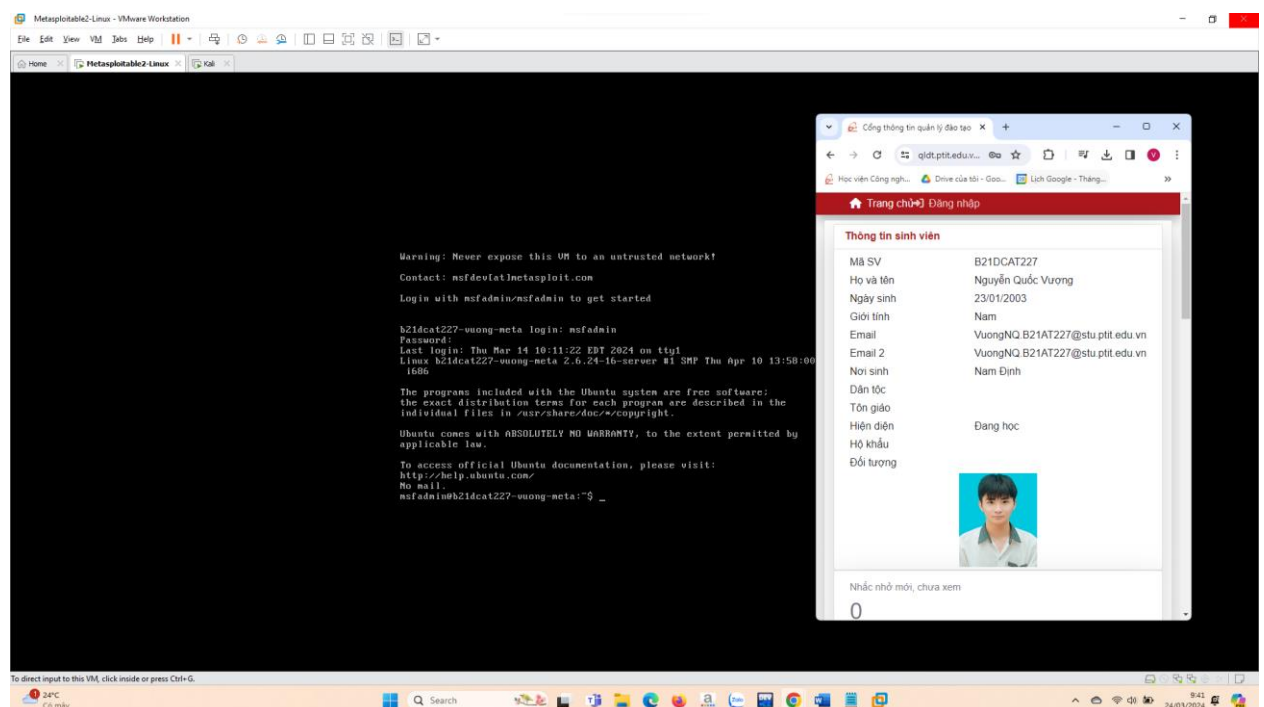 Metasploitable2-Linux - VMware Workstation
File Edit View VM Tabs Help
Home Metasploitable2-Linux Kali
Warning: Never expose this VM to an untrusted network!
Contact: msfdev[at]metasploit.com
Login with msfadmin/msfadmin to get started
b21dcat227-vuong-meta login: msfadmin
Password:
Last login: Thu Mar 14 10:11:22 EDT 2024 on tty1
Linux b21dcat227-vuong-meta 2.6.24-16-server #1 SMP Thu Apr 10 13:58:00
i686
The programs included with the Ubuntu system are free software;
the exact distribution terms for each program are described in the
individual files in /usr/share/doc/*/copyright.
Ubuntu comes with ABSOLUTELY NO WARRANTY, to the extent permitted by
applicable law.
To access official Ubuntu documentation, please visit:
http://help.ubuntu.com/
No mail.
msfadmin@b21dcat227-vuong-meta:~$ _
Cổng thông tin quản lý đào tạo
qldt.ptit.edu.v...
Học viện Công ngh... Drive của tôi - Goo... Lịch Google - Tháng...
Trang chủ Đăng nhập
Thông tin sinh viên
Mã SV B21DCAT227
Họ và tên Nguyễn Quốc Vượng
Ngày sinh 23/01/2003
Giới tính Nam
Email VuongNQ.B21AT227@stu.ptit.edu.vn
Email 2 VuongNQ.B21AT227@stu.ptit.edu.vn
Nơi sinh Nam Định
Dân tộc
Tôn giáo
Hiện diện Đang học
Hộ khẩu
Đối tượng
Nhắc nhở mới, chưa xem
0
To direct input to this VM, click inside or press Ctrl+G.
1 24°C
Có mây
Search
9:41
24/03/2024